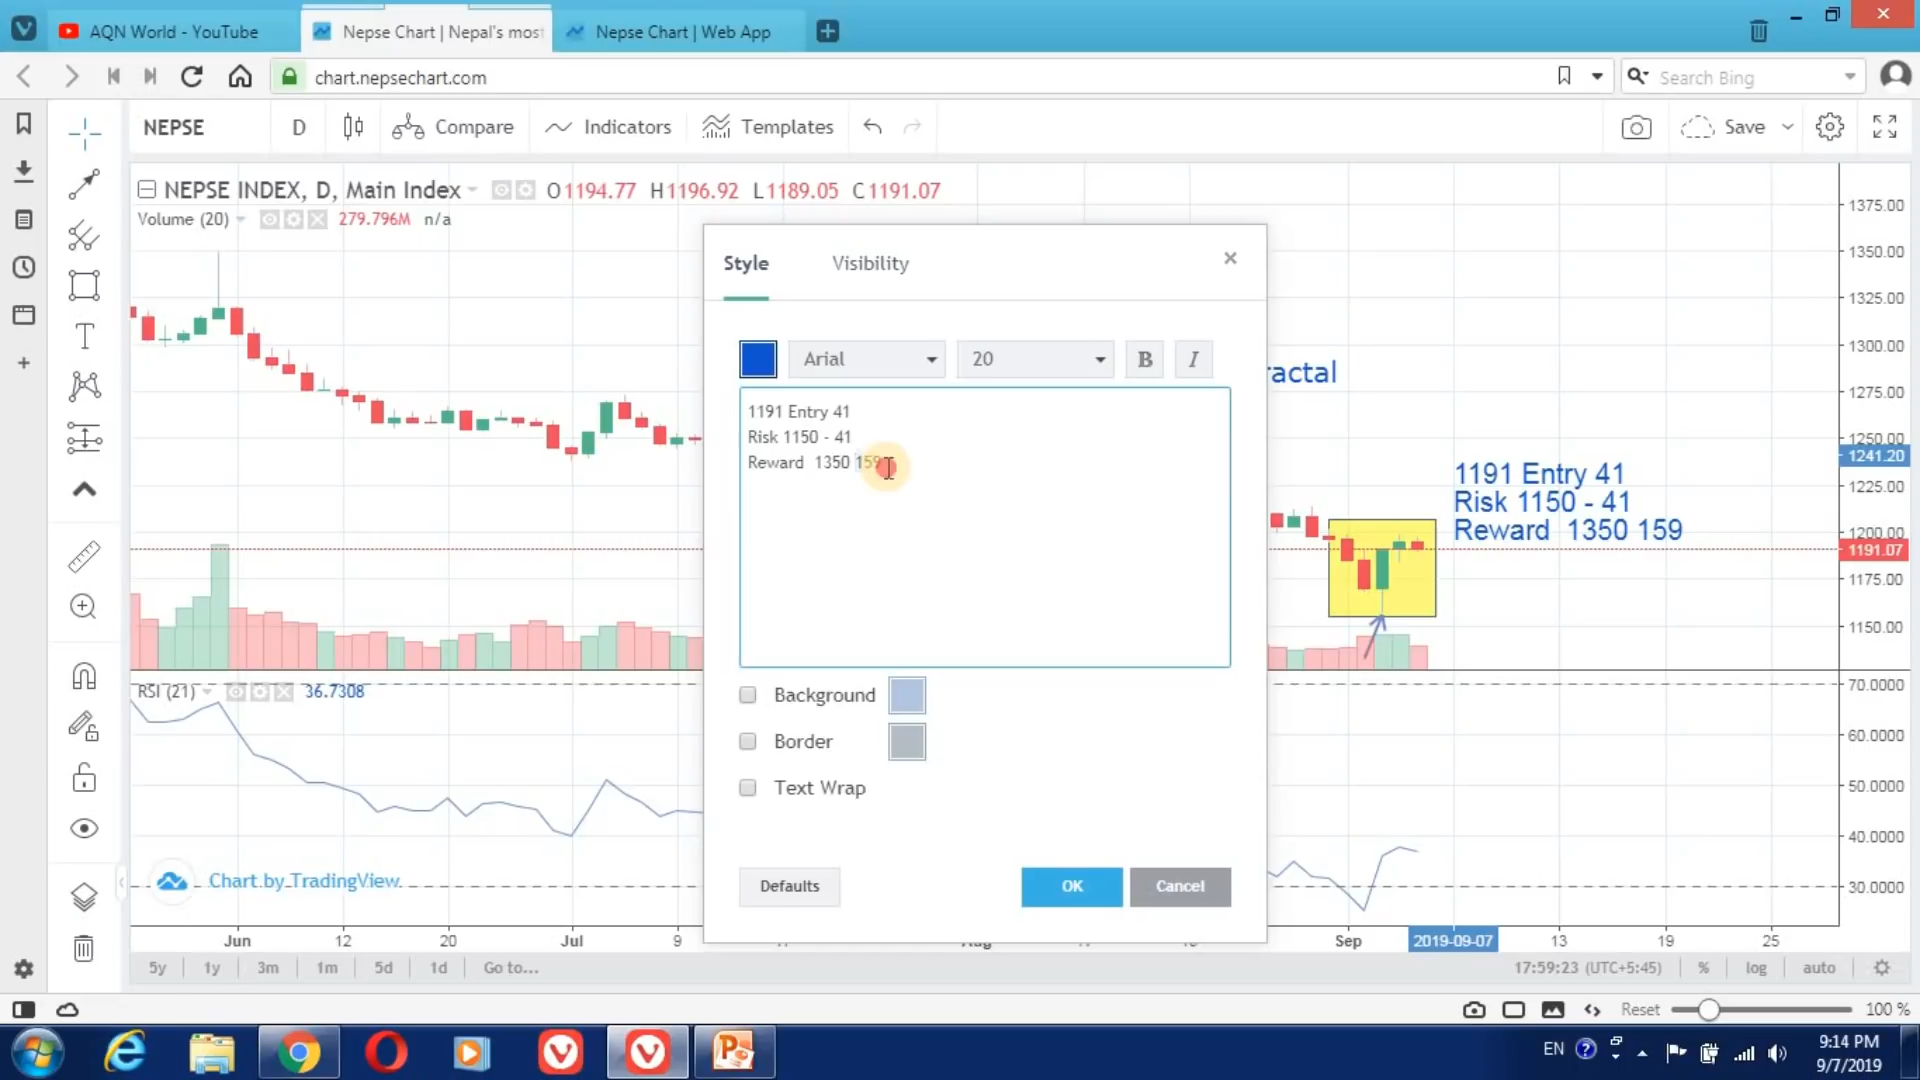 AQN World - YouTube
Nepse Chart | Nepal's most
Nepse Chart | Web App
chart.nepsechart.com
Search Bing
NEPSE
D
Compare
Indicators
Templates
Save
NEPSE INDEX, D, Main Index
O1194.77 H1196.92 L1189.05 C1191.07
Volume (20)
279.796M n/a
Style
Visibility
Arial
20
B
I
1191 Entry 41
Risk 1150 - 41
Reward  1350 159
Background
Border
Text Wrap
Defaults
OK
Cancel
ractal
1191 Entry 41
Risk 1150 - 41
Reward  1350 159
1375.00
1350.00
1325.00
1300.00
1275.00
1250.00
1241.20
1225.00
1200.00
1191.07
1175.00
1150.00
RSI (21)
36.7308
70.0000
60.0000
50.0000
40.0000
30.0000
Chart by TradingView
Jun
12
20
Jul
9
Sep
2019-09-07
13
19
25
5y 1y 3m 1m 5d 1d Go to...
17:59:23 (UTC+5:45) % log auto
Reset
100 %
EN
9:14 PM
9/7/2019